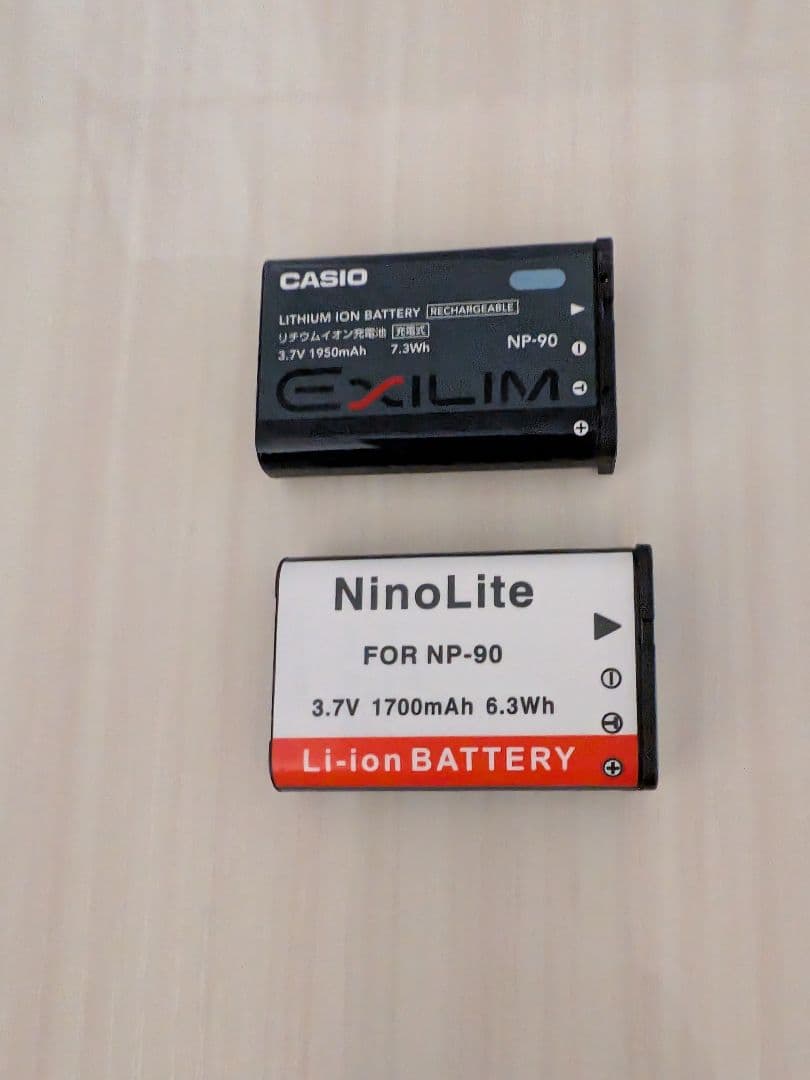 CASIO
LITHIUM ION BATTERY RECHARGEABLE
リチウムイオン充電池 充電式
3.7V 1950mAh 7.3Wh
NP-90
EXILIM
NinoLite
FOR NP-90
3.7V 1700mAh 6.3Wh
Li-ion BATTERY